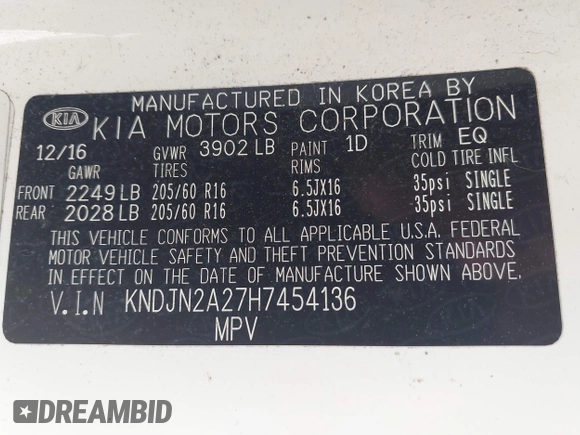 MANUFACTURED IN KOREA BY
KIA KIA MOTORS CORPORATION
12/16 GVWR 3902 LB PAINT 1D TRIM EQ
GAWR TIRES RIMS COLD TIRE INFL
FRONT 2249 LB 205/60 R16 6.5JX16 35psi SINGLE
REAR 2028 LB 205/60 R16 6.5JX16 35psi SINGLE
THIS VEHICLE CONFORMS TO ALL APPLICABLE U.S.A. FEDERAL
MOTOR VEHICLE SAFETY AND THEFT PREVENTION STANDARDS
IN EFFECT ON THE DATE OF MANUFACTURE SHOWN ABOVE.
V.I.N KNDJN2A27H7454136
MPV
DREAMBID